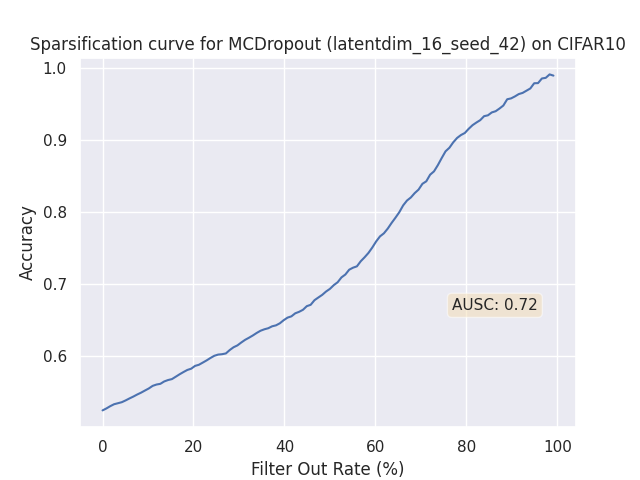 Sparsification curve for MCDropout (latentdim_16_seed_42) on CIFAR10
1.0
0.9
0.8
0.7
0.6
AUSC: 0.72
Accuracy
0 20 40 60 80 100
Filter Out Rate (%)